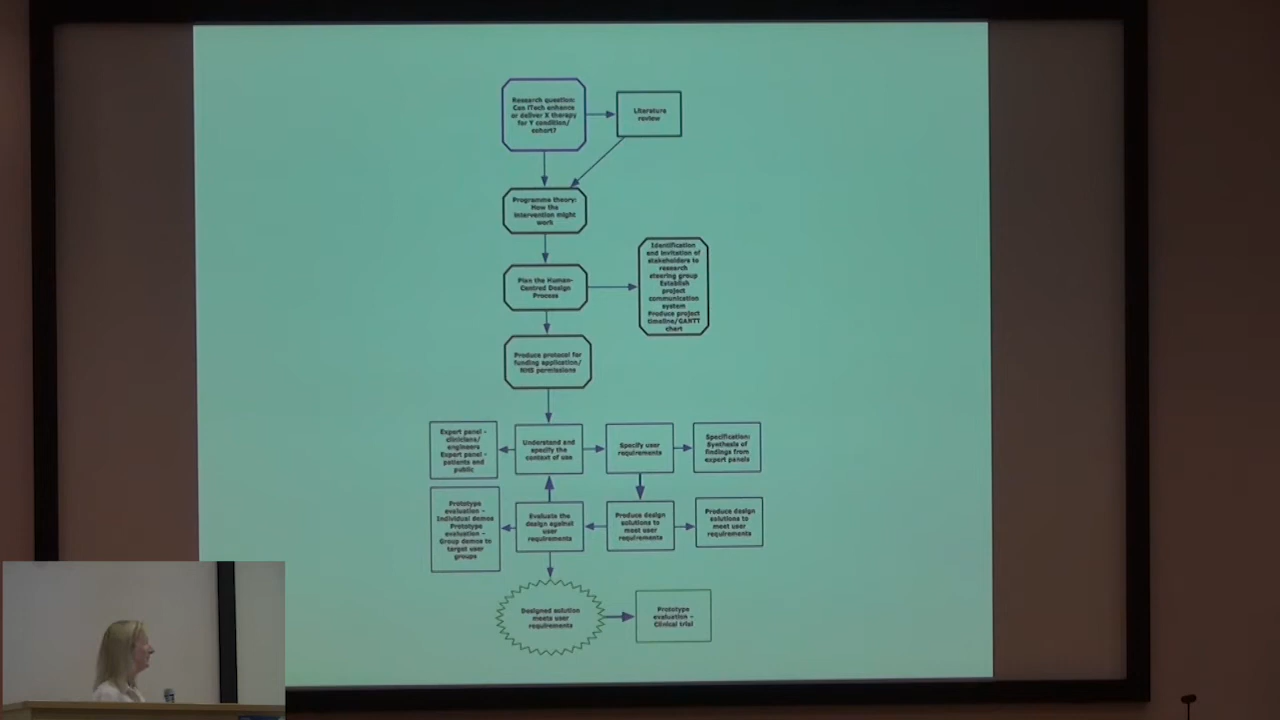 Research question:
Can iTech enhance
or deliver X therapy
for Y condition/
cohort?
Literature
review
Programme theory:
How the
intervention might
work
Plan the Human-
Centred Design
Process
Identification
and invitation of
stakeholders to
research
steering group
Establish
project
communication
system
Produce project
timeline/GANTT
chart
Produce protocol for
funding application/
NHS permissions
Expert panel -
clinicians/
engineers
Expert panel -
patients and
public
Understand and
specify the
context of use
Specify user
requirements
Specification:
Synthesis of
findings from
expert panels
Prototype
evaluation -
Individual demos
Prototype
evaluation -
Group demos to
target user
groups
Evaluate the
design against
user
requirements
Produce design
solutions to
meet user
requirements
Produce design
solutions to
meet user
requirements
Designed solution
meets user
requirements
Prototype
evaluation -
Clinical trial